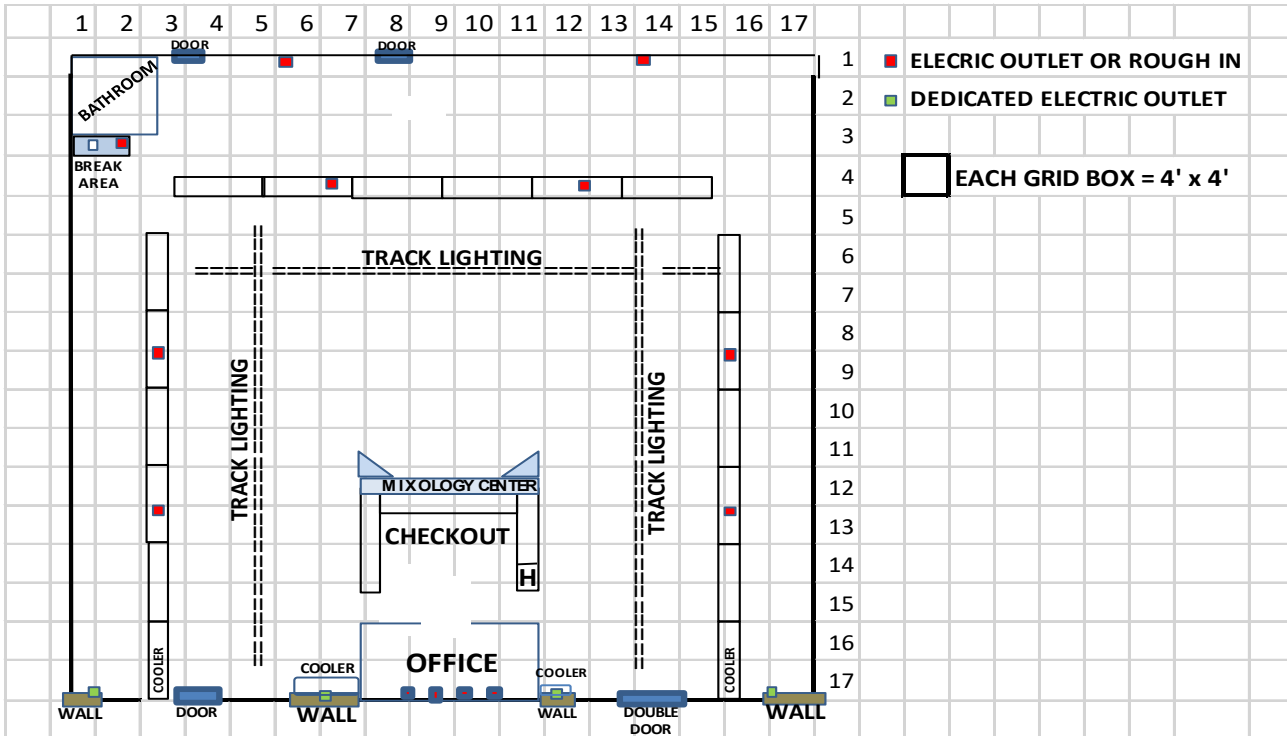 1 2 3 4 5 6 7 8 9 10 11 12 13 14 15 16 17
DOOR DOOR
1 ELECRIC OUTLET OR ROUGH IN
BATHROOM
2 DEDICATED ELECTRIC OUTLET
3
BREAK
AREA
4 EACH GRID BOX = 4' x 4'
5
TRACK LIGHTING
6
7
8
9
TRACK LIGHTING
TRACK LIGHTING
10
11
MIXOLOGY CENTER
12
CHECKOUT
13
14
H
15
16
COOLER
COOLER
OFFICE
COOLER
COOLER
17
WALL
DOOR
WALL
WALL
DOUBLE
DOOR
WALL